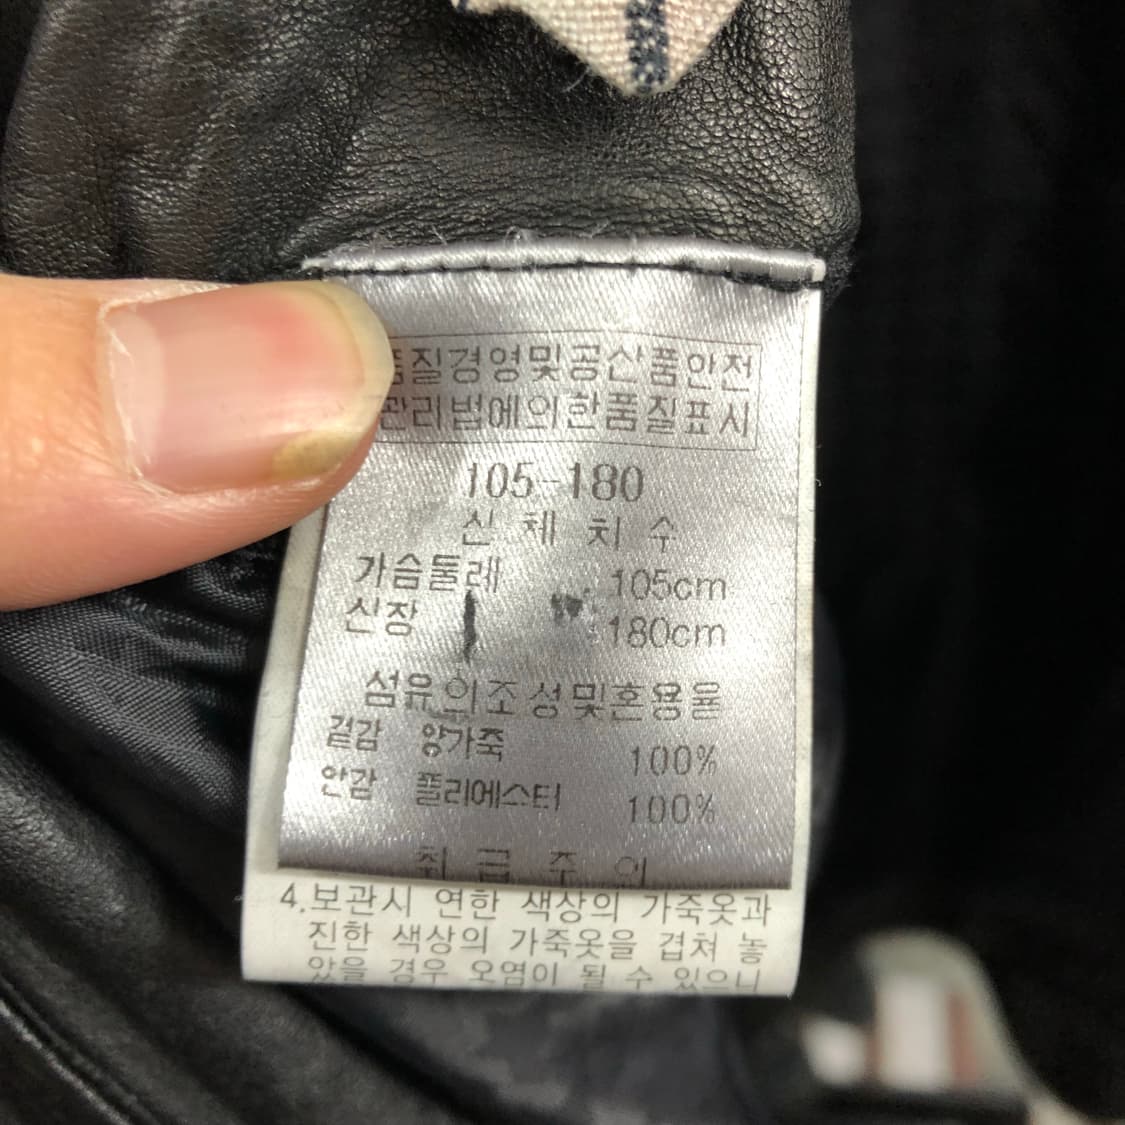 품질경영및공산품안전
관리법에의한품질표시
105-180
신 체 치 수
가슴둘레 105cm
신장 180cm
섬유의조성및혼용율
겉감 양가죽 100%
안감 폴리에스터 100%
취 급 주 의
4.보관시 연한 색상의 가죽옷과
진한 색상의 가죽옷을 겹쳐 놓
았을 경우 오염이 될 수 있으니